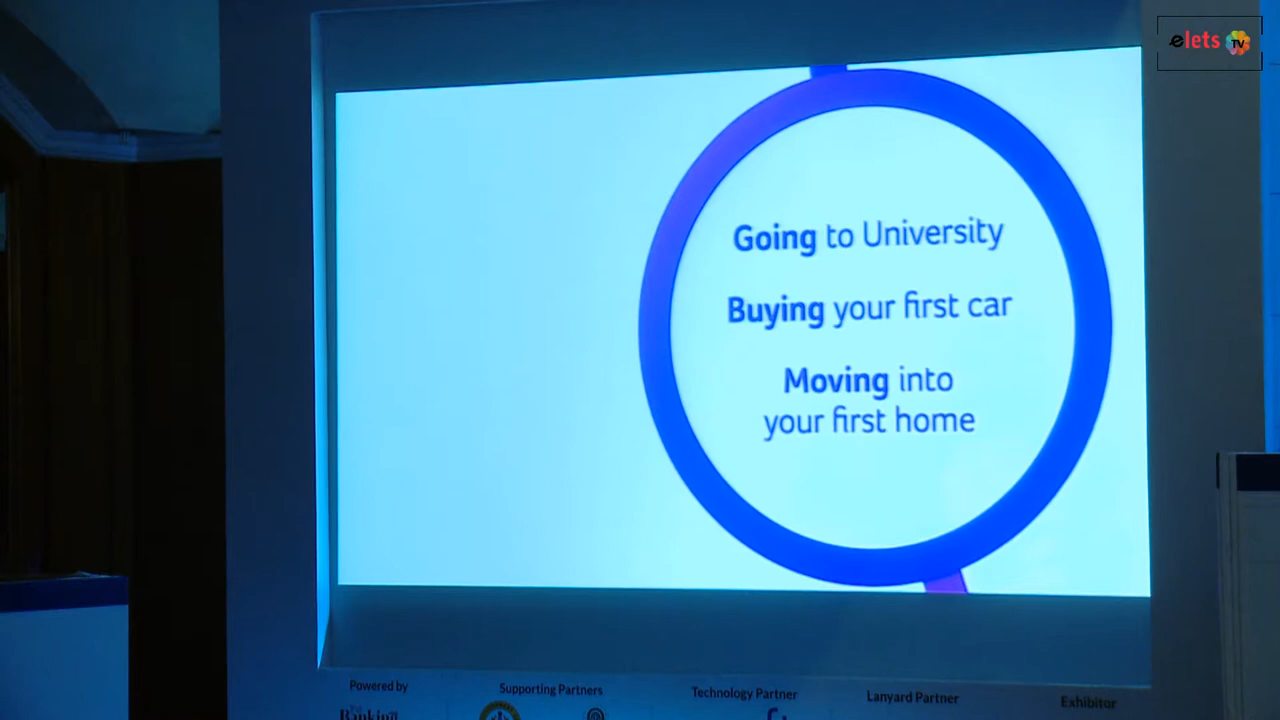 elets TV
Going to University
Buying your first car
Moving into
your first home
Powered by
Supporting Partners
Technology Partner
Lanyard Partner
Exhibitor